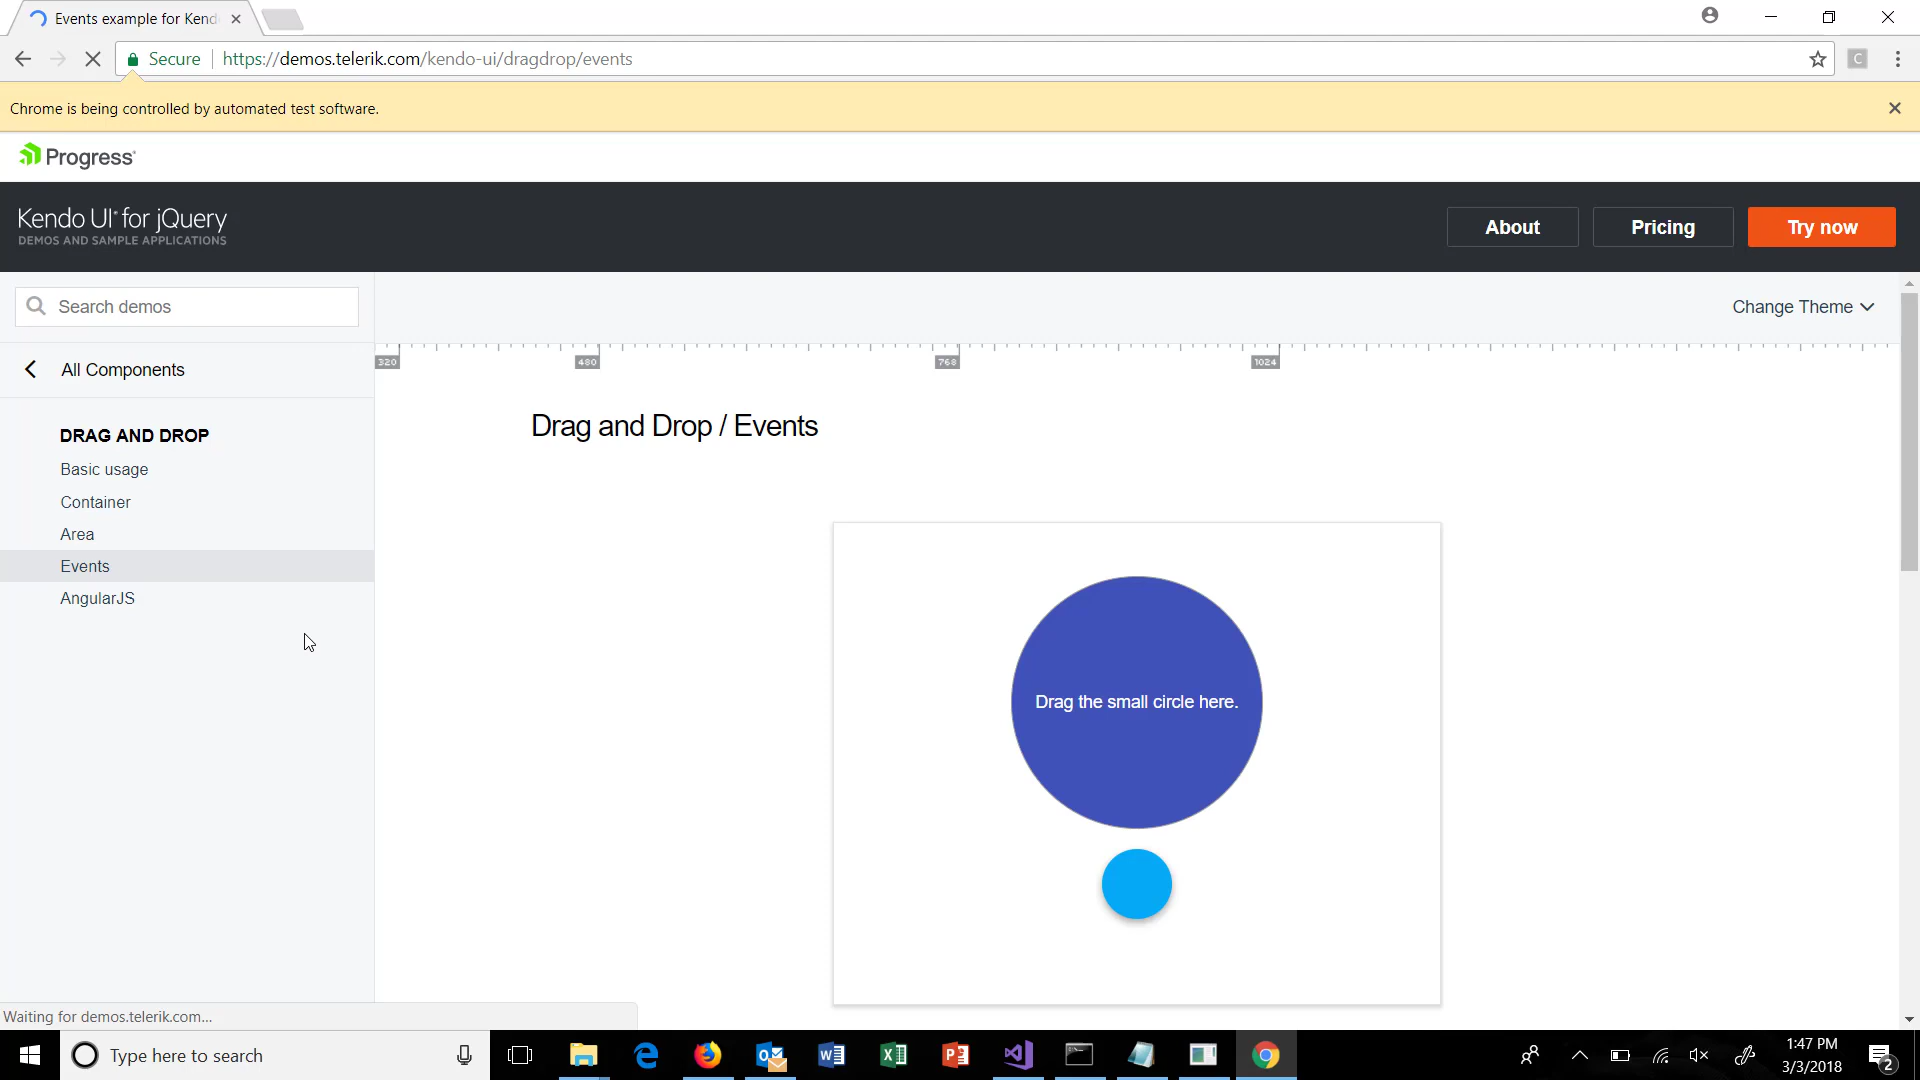 Events example for Kend
Secure
https://demos.telerik.com/kendo-ui/dragdrop/events
C
Chrome is being controlled by automated test software.
Progress
Kendo UI® for jQuery
DEMOS AND SAMPLE APPLICATIONS
About
Pricing
Try now
Search demos
Change Theme
320
480
768
1024
All Components
Drag and Drop / Events
DRAG AND DROP
Basic usage
Container
Area
Events
AngularJS
Drag the small circle here.
Waiting for demos.telerik.com...
Type here to search
1:47 PM
3/3/2018
2